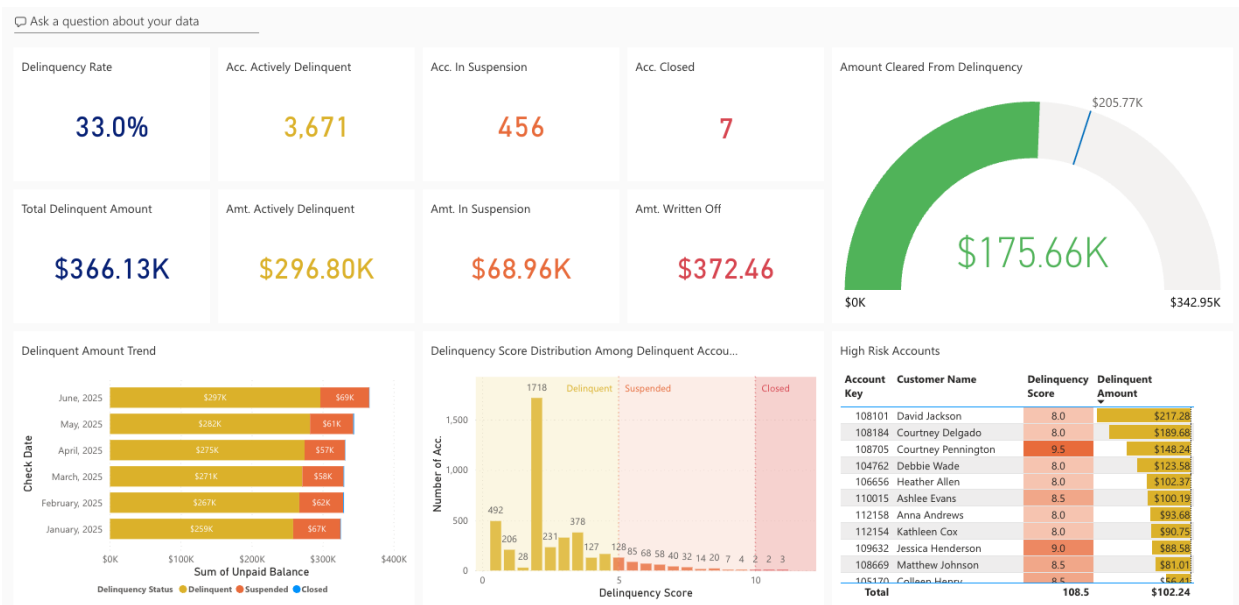 Ask a question about your data
Delinquency Rate
33.0%
Acc. Actively Delinquent
3,671
Acc. In Suspension
456
Acc. Closed
7
Amount Cleared From Delinquency
$205.77K
$175.66K
$0K
$342.95K
Total Delinquent Amount
$366.13K
Amt. Actively Delinquent
$296.80K
Amt. In Suspension
$68.96K
Amt. Written Off
$372.46
Delinquent Amount Trend
Check Date
June, 2025 $297K $69K
May, 2025 $282K $61K
April, 2025 $275K $57K
March, 2025 $271K $58K
February, 2025 $267K $62K
January, 2025 $259K $67K
$0K $100K $200K $300K $400K
Sum of Unpaid Balance
Delinquency Status Delinquent Suspended Closed
Delinquency Score Distribution Among Delinquent Accou...
Number of Acc.
Delinquent Suspended Closed
1,500
1,000
500
0
492 206 28 1718 231 378 127 128 85 68 58 40 32 14 20 7 4 2 2 3
0 5 10
Delinquency Score
High Risk Accounts
Account Key Customer Name Delinquency Score Delinquent Amount
108101 David Jackson 8.0 $217.28
108184 Courtney Delgado 8.0 $189.68
108705 Courtney Pennington 9.5 $148.24
104762 Debbie Wade 8.0 $123.58
106656 Heather Allen 8.0 $102.37
110015 Ashlee Evans 8.5 $100.19
112158 Anna Andrews 8.0 $93.68
112154 Kathleen Cox 8.0 $90.75
109632 Jessica Henderson 9.0 $88.58
108669 Matthew Johnson 8.5 $81.01
105170 Colleen Henry 8.5 $56.41
Total 108.5 $102.24